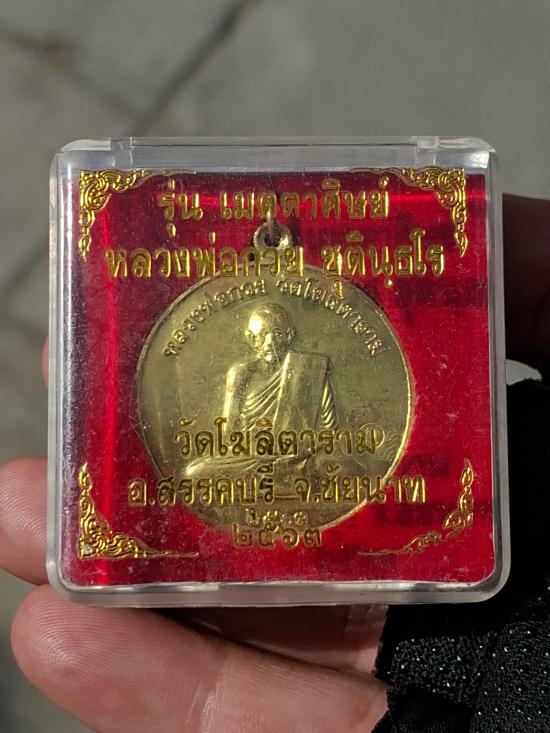 รุ่น เมตตาศิษย์
หลวงพ่อกวย ชุตินฺธโร
หลวงพ่อกวย วัดโฆสิตาราม
วัดโฆสิตาราม
อ.สรรคบุรี จ.ชัยนาท
๒๕๖๓